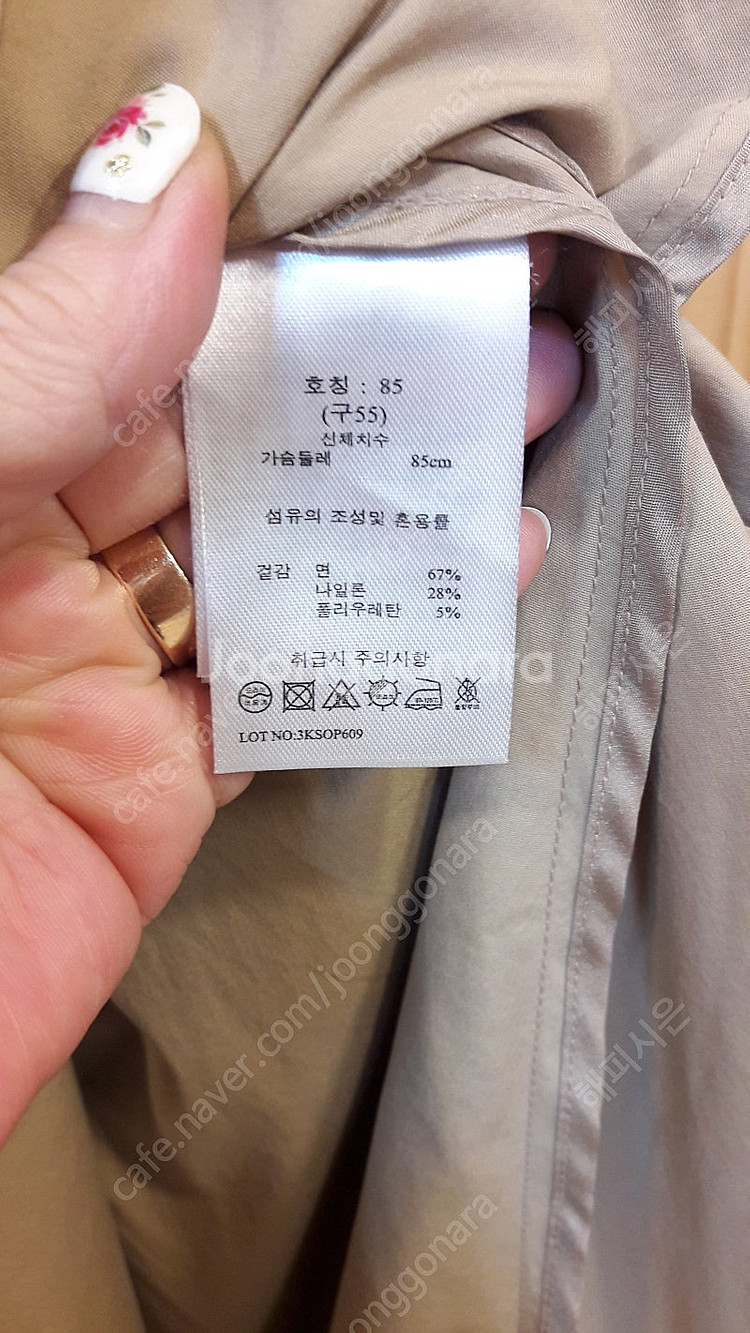 호칭 : 85
(구55)
신체치수
가슴둘레 85cm
섬유의 조성및 혼용률
겉감 면 67%
나일론 28%
폴리우레탄 5%
취급시 주의사항
LOT NO:3KSOP609
joonggonara
cafe.naver.com/joonggonara
해피시은